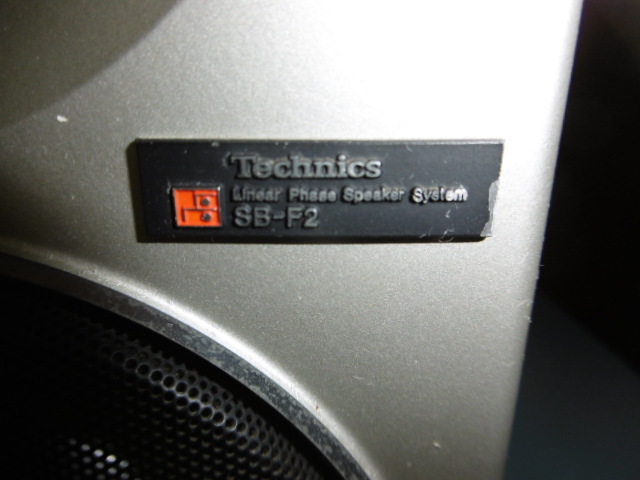 Technics
Linear Phase Speaker System
SB-F2